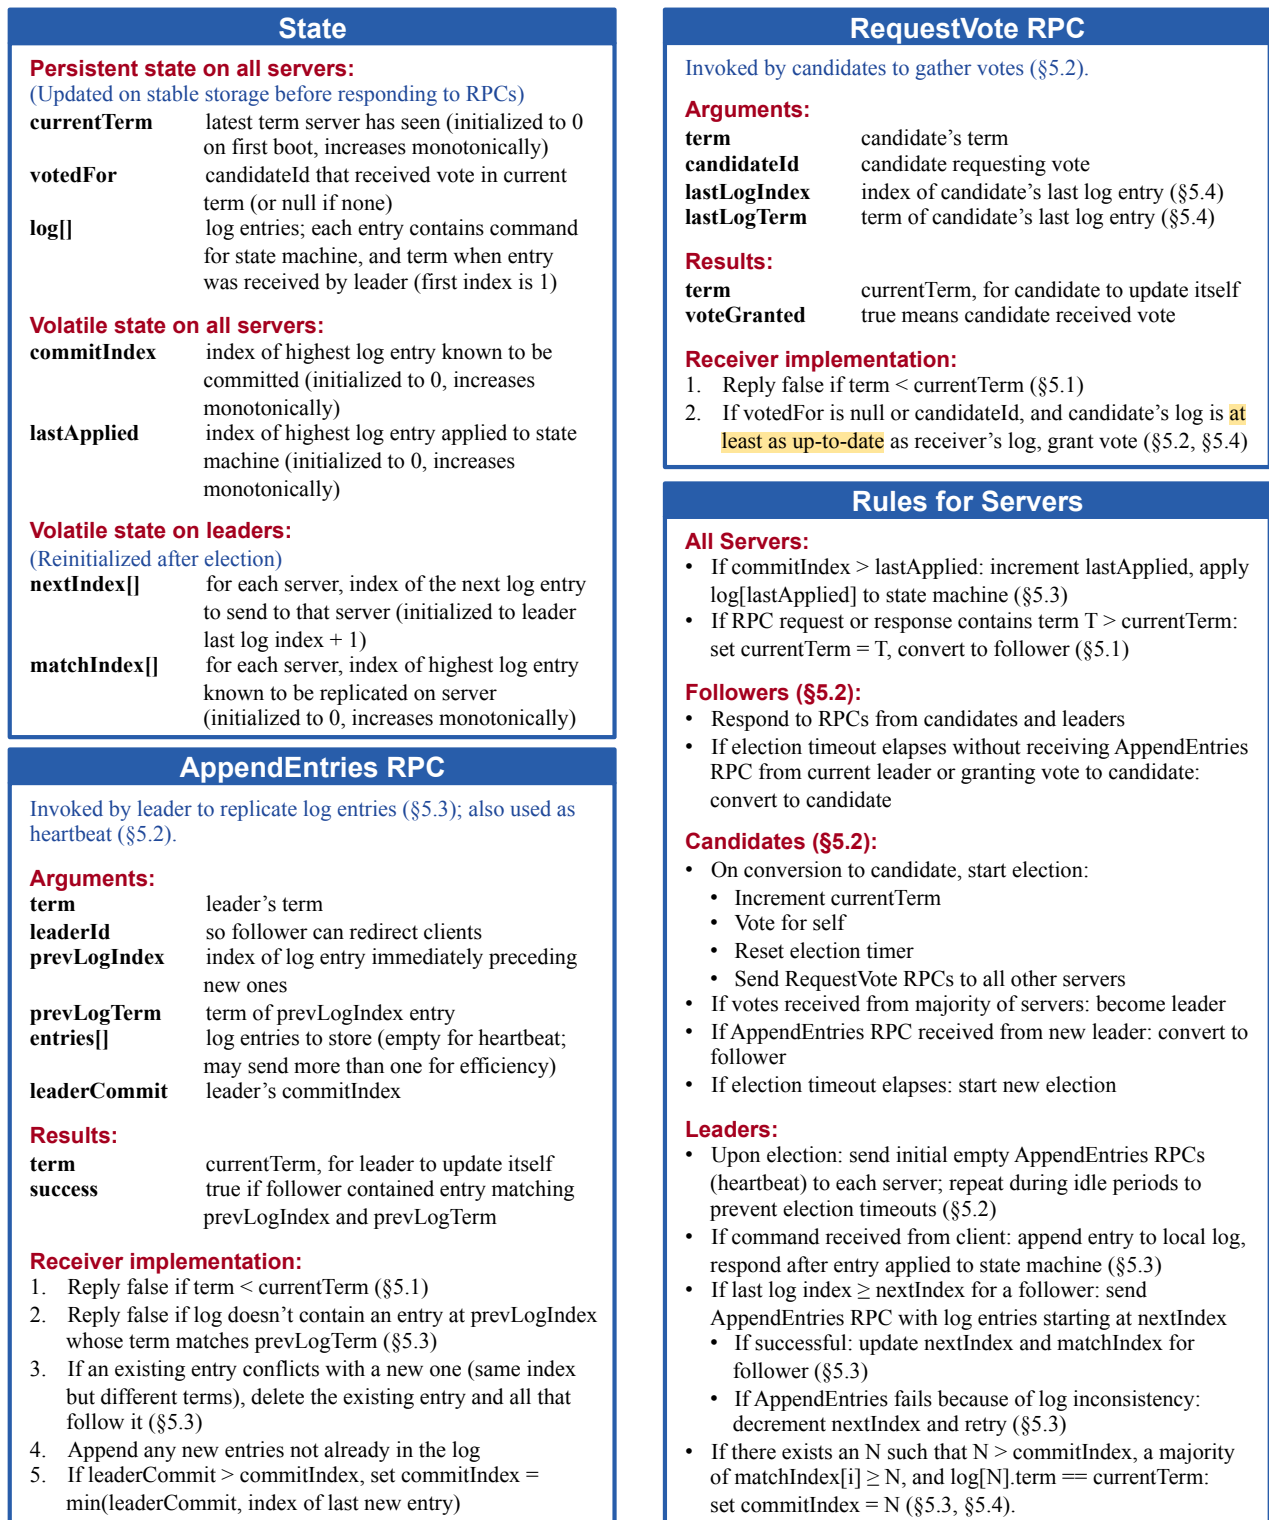 State
Persistent state on all servers:
(Updated on stable storage before responding to RPCs)
currentTerm latest term server has seen (initialized to 0
on first boot, increases monotonically)
votedFor candidateId that received vote in current
term (or null if none)
log[] log entries; each entry contains command
for state machine, and term when entry
was received by leader (first index is 1)
Volatile state on all servers:
commitIndex index of highest log entry known to be
committed (initialized to 0, increases
monotonically)
lastApplied index of highest log entry applied to state
machine (initialized to 0, increases
monotonically)
Volatile state on leaders:
(Reinitialized after election)
nextIndex[] for each server, index of the next log entry
to send to that server (initialized to leader
last log index + 1)
matchIndex[] for each server, index of highest log entry
known to be replicated on server
(initialized to 0, increases monotonically)
AppendEntries RPC
Invoked by leader to replicate log entries (§5.3); also used as
heartbeat (§5.2).
Arguments:
term leader’s term
leaderId so follower can redirect clients
prevLogIndex index of log entry immediately preceding
new ones
prevLogTerm term of prevLogIndex entry
entries[] log entries to store (empty for heartbeat;
may send more than one for efficiency)
leaderCommit leader’s commitIndex
Results:
term currentTerm, for leader to update itself
success true if follower contained entry matching
prevLogIndex and prevLogTerm
Receiver implementation:
1. Reply false if term < currentTerm (§5.1)
2. Reply false if log doesn’t contain an entry at prevLogIndex
whose term matches prevLogTerm (§5.3)
3. If an existing entry conflicts with a new one (same index
but different terms), delete the existing entry and all that
follow it (§5.3)
4. Append any new entries not already in the log
5. If leaderCommit > commitIndex, set commitIndex =
min(leaderCommit, index of last new entry)
RequestVote RPC
Invoked by candidates to gather votes (§5.2).
Arguments:
term candidate’s term
candidateId candidate requesting vote
lastLogIndex index of candidate’s last log entry (§5.4)
lastLogTerm term of candidate’s last log entry (§5.4)
Results:
term currentTerm, for candidate to update itself
voteGranted true means candidate received vote
Receiver implementation:
1. Reply false if term < currentTerm (§5.1)
2. If votedFor is null or candidateId, and candidate’s log is at
least as up-to-date as receiver’s log, grant vote (§5.2, §5.4)
Rules for Servers
All Servers:
• If commitIndex > lastApplied: increment lastApplied, apply
log[lastApplied] to state machine (§5.3)
• If RPC request or response contains term T > currentTerm:
set currentTerm = T, convert to follower (§5.1)
Followers (§5.2):
• Respond to RPCs from candidates and leaders
• If election timeout elapses without receiving AppendEntries
RPC from current leader or granting vote to candidate:
convert to candidate
Candidates (§5.2):
• On conversion to candidate, start election:
• Increment currentTerm
• Vote for self
• Reset election timer
• Send RequestVote RPCs to all other servers
• If votes received from majority of servers: become leader
• If AppendEntries RPC received from new leader: convert to
follower
• If election timeout elapses: start new election
Leaders:
• Upon election: send initial empty AppendEntries RPCs
(heartbeat) to each server; repeat during idle periods to
prevent election timeouts (§5.2)
• If command received from client: append entry to local log,
respond after entry applied to state machine (§5.3)
• If last log index ≥ nextIndex for a follower: send
AppendEntries RPC with log entries starting at nextIndex
• If successful: update nextIndex and matchIndex for
follower (§5.3)
• If AppendEntries fails because of log inconsistency:
decrement nextIndex and retry (§5.3)
• If there exists an N such that N > commitIndex, a majority
of matchIndex[i] ≥ N, and log[N].term == currentTerm:
set commitIndex = N (§5.3, §5.4).